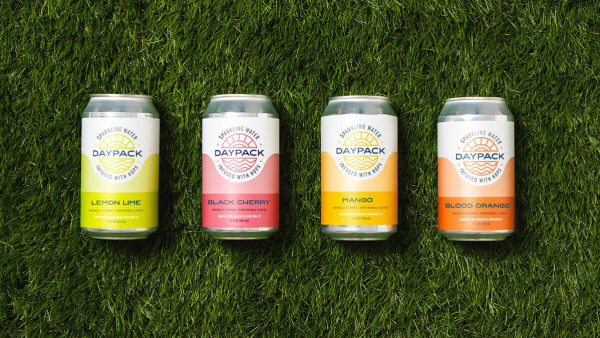 SPARKLING WATER
DAYPACK
INFUSED WITH HOPS
LEMON LIME
SPARKLING WATER
DAYPACK
INFUSED WITH HOPS
BLACK CHERRY
SPARKLING WATER
DAYPACK
INFUSED WITH HOPS
MANGO
SPARKLING WATER
DAYPACK
INFUSED WITH HOPS
BLOOD ORANGE